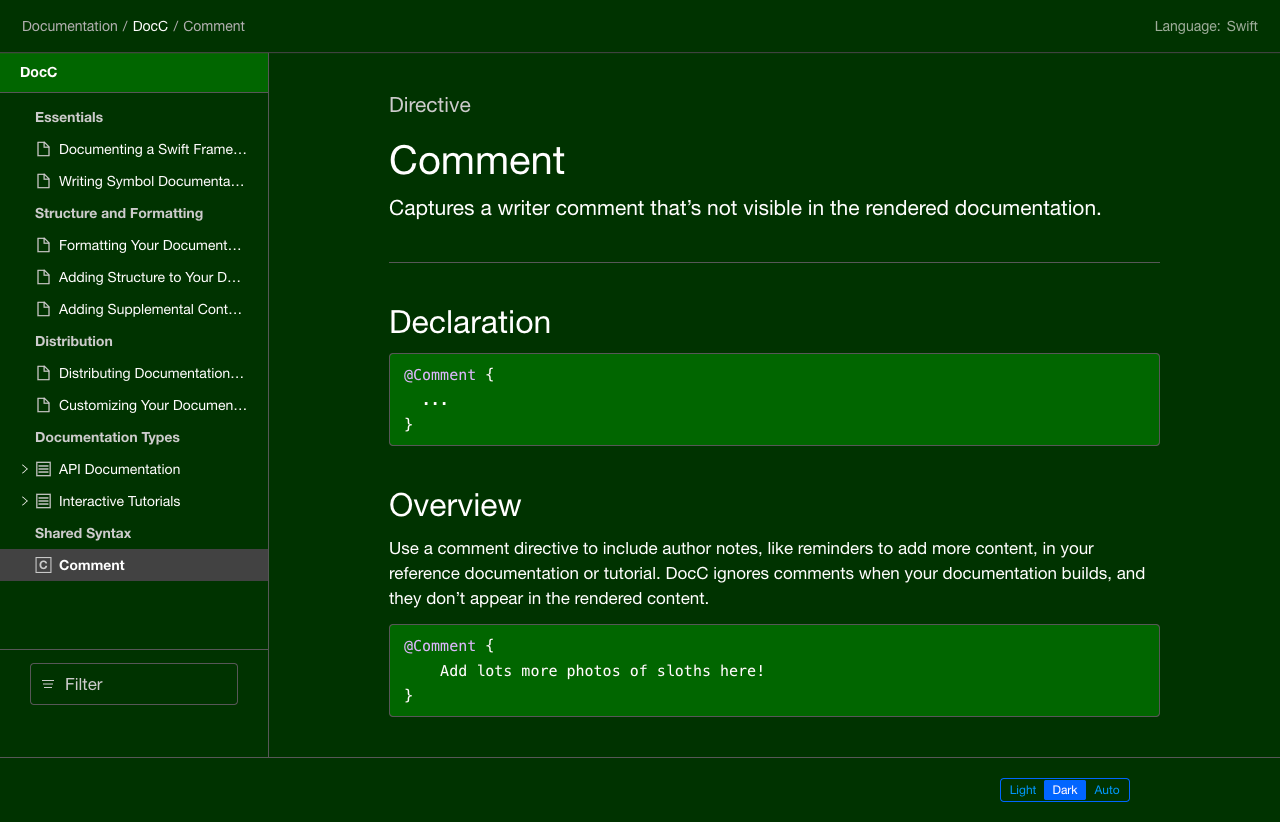 Documentation / DocC / Comment
Language: Swift
DocC
Essentials
Documenting a Swift Frame…
Writing Symbol Documenta…
Structure and Formatting
Formatting Your Document…
Adding Structure to Your D…
Adding Supplemental Cont…
Distribution
Distributing Documentation…
Customizing Your Documen…
Documentation Types
API Documentation
Interactive Tutorials
Shared Syntax
C Comment
Filter
Directive
Comment
Captures a writer comment that’s not visible in the rendered documentation.
Declaration
@Comment {
  ...
}
Overview
Use a comment directive to include author notes, like reminders to add more content, in your
reference documentation or tutorial. DocC ignores comments when your documentation builds, and
they don’t appear in the rendered content.
@Comment {
    Add lots more photos of sloths here!
}
Light Dark Auto